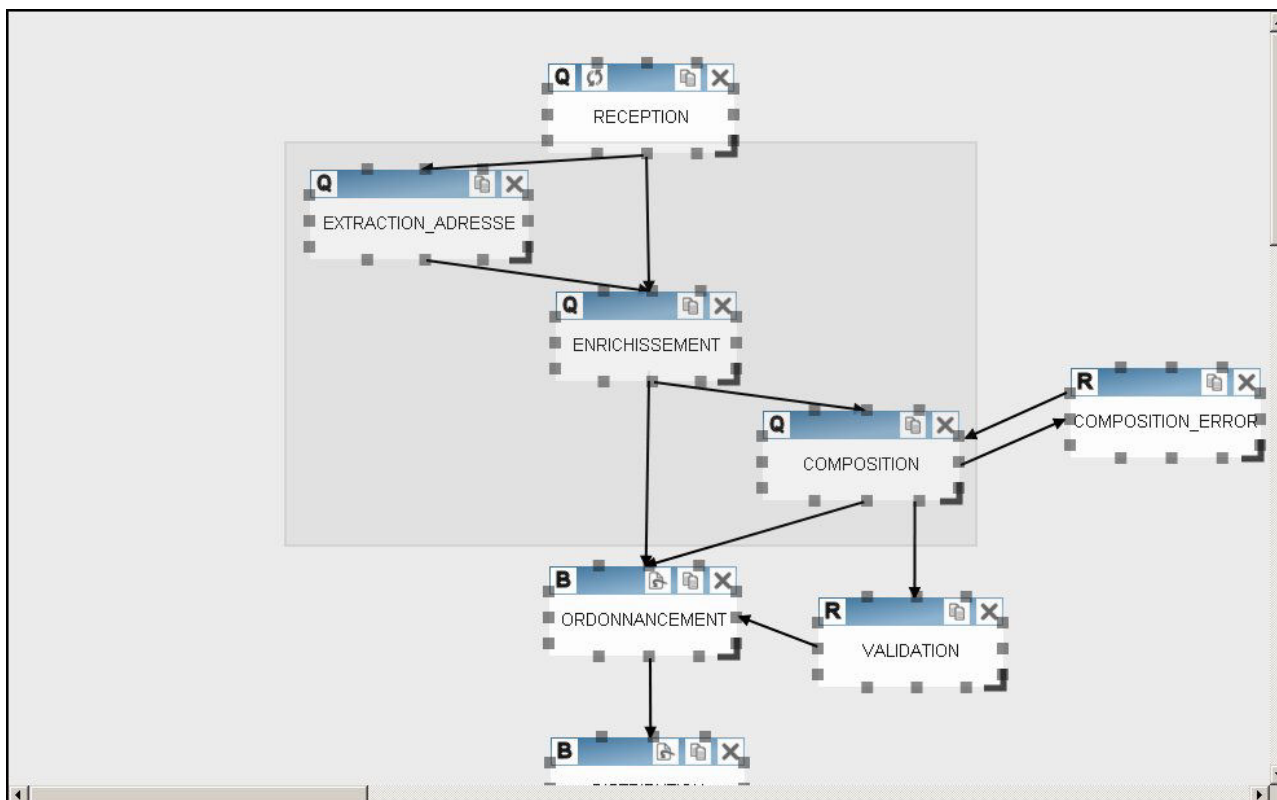 Q
RECEPTION
Q
EXTRACTION_ADRESSE
Q
ENRICHISSEMENT
R
COMPOSITION_ERROR
Q
COMPOSITION
B
ORDONNANCEMENT
R
VALIDATION
B